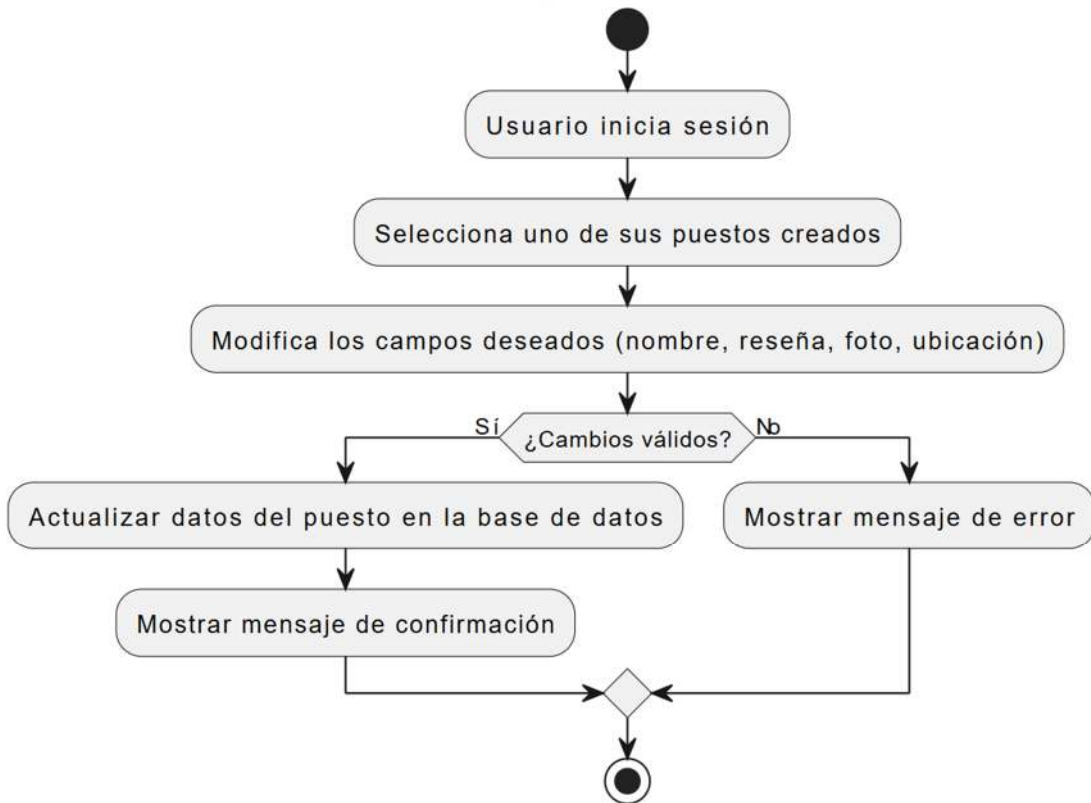 Usuario inicia sesión
Selecciona uno de sus puestos creados
Modifica los campos deseados (nombre, reseña, foto, ubicación)
Sí
¿Cambios válidos?
No
Actualizar datos del puesto en la base de datos
Mostrar mensaje de error
Mostrar mensaje de confirmación